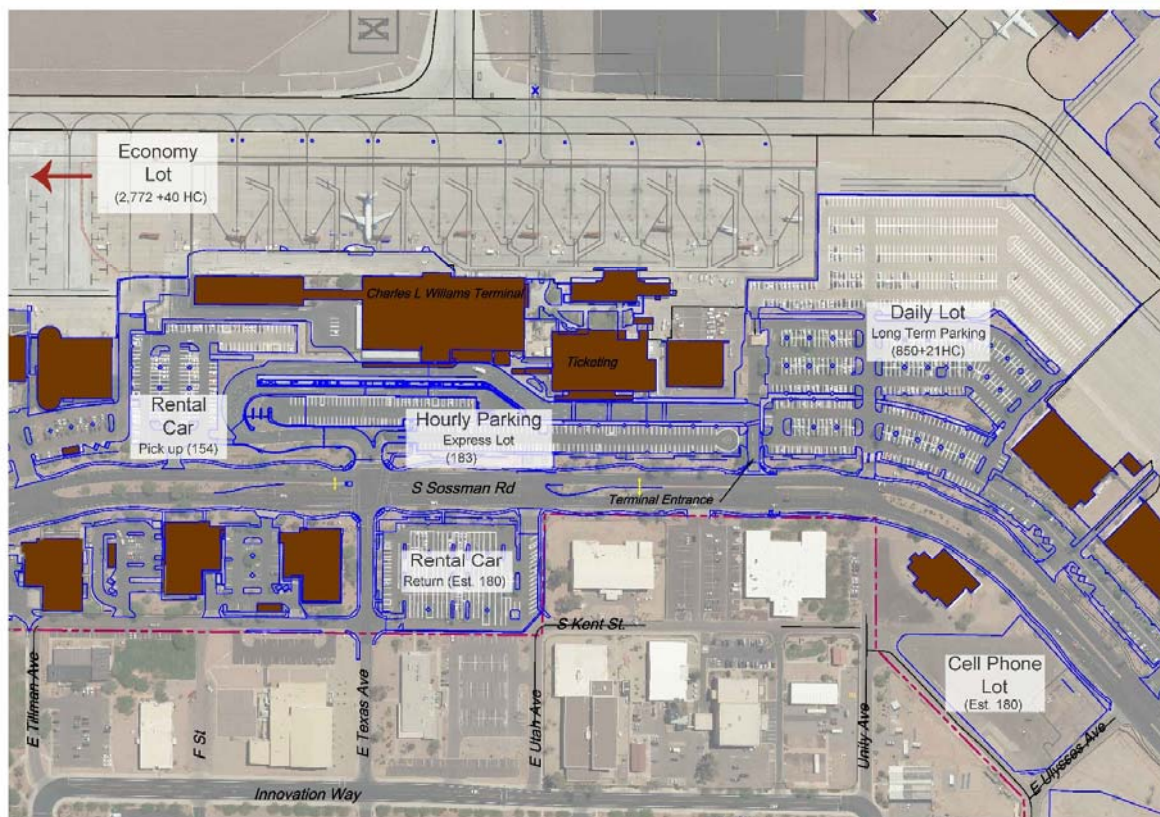 Economy
Lot
(2,772 +40 HC)
Charles L Williams Terminal
Ticketing
Daily Lot
Long Term Parking
(850+21HC)
Rental
Car
Pick up (154)
Hourly Parking
Express Lot
(183)
S Sossman Rd
Terminal Entrance
Rental Car
Return (Est. 180)
S Kent St.
Cell Phone
Lot
(Est. 180)
E Tillman Ave
F St
E Texas Ave
E Utah Ave
Unily Ave
E Ulysses Ave
Innovation Way
X